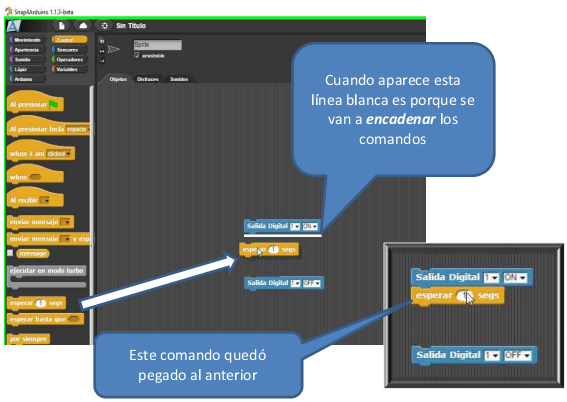 Snap4Arduino 1.1.3-beta
Sin Título
Movimiento Control
Apariencia Sensores
Sonido Operadores
Lápiz Variables
Arduino
Sprite
arrastrable
Objetos Disfraces Sonidos
Al presionar
Al presionar tecla espacio
when I am clicked
when
Al recibir
enviar mensaje
enviar mensaje y esp
message
ejecutar en modo turbo
esperar 1 segs
esperar hasta que
por siempre
Cuando aparece esta
línea blanca es porque se
van a encadenar los
comandos
Salida Digital 1 ON
esperar 1 segs
Salida Digital 1 OFF
Salida Digital 1 ON
esperar 1 segs
Salida Digital 1 OFF
Este comando quedó
pegado al anterior